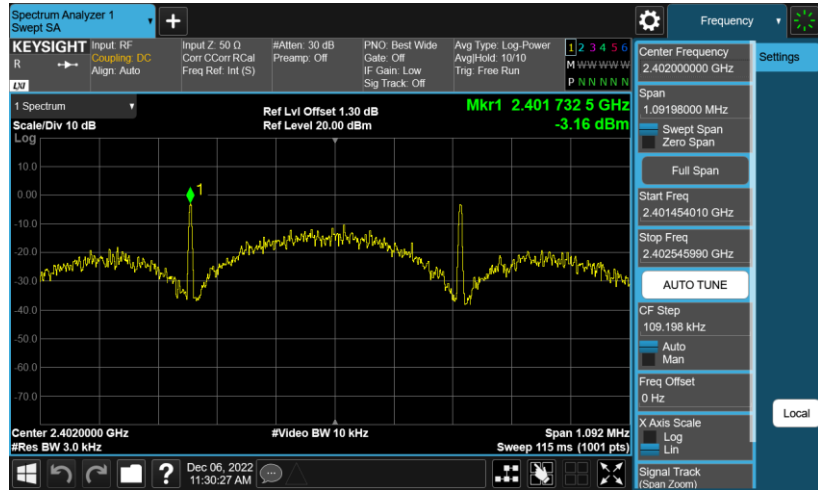 Spectrum Analyzer 1
Swept SA
+
Frequency
KEYSIGHT
R
LXI
Input: RF
Coupling: DC
Align: Auto
Input Z: 50 Ω
Corr CCorr RCal
Freq Ref: Int (S)
#Atten: 30 dB
Preamp: Off
PNO: Best Wide
Gate: Off
IF Gain: Low
Sig Track: Off
Avg Type: Log-Power
Avg|Hold: 10/10
Trig: Free Run
1 2 3 4 5 6
M W W W W W
P N N N N N
1 Spectrum
Scale/Div 10 dB
Ref Lvl Offset 1.30 dB
Ref Level 20.00 dBm
Mkr1 2.401 732 5 GHz
-3.16 dBm
Log
10.0
0.00
-10.0
-20.0
-30.0
-40.0
-50.0
-60.0
-70.0
1
Center 2.4020000 GHz
#Res BW 3.0 kHz
#Video BW 10 kHz
Span 1.092 MHz
Sweep 115 ms (1001 pts)
?
Dec 06, 2022
11:30:27 AM
Center Frequency
2.402000000 GHz
Span
1.09198000 MHz
Swept Span
Zero Span
Full Span
Start Freq
2.401454010 GHz
Stop Freq
2.402545990 GHz
AUTO TUNE
CF Step
109.198 kHz
Auto
Man
Freq Offset
0 Hz
X Axis Scale
Log
Lin
Signal Track
(Span Zoom)
Settings
Local